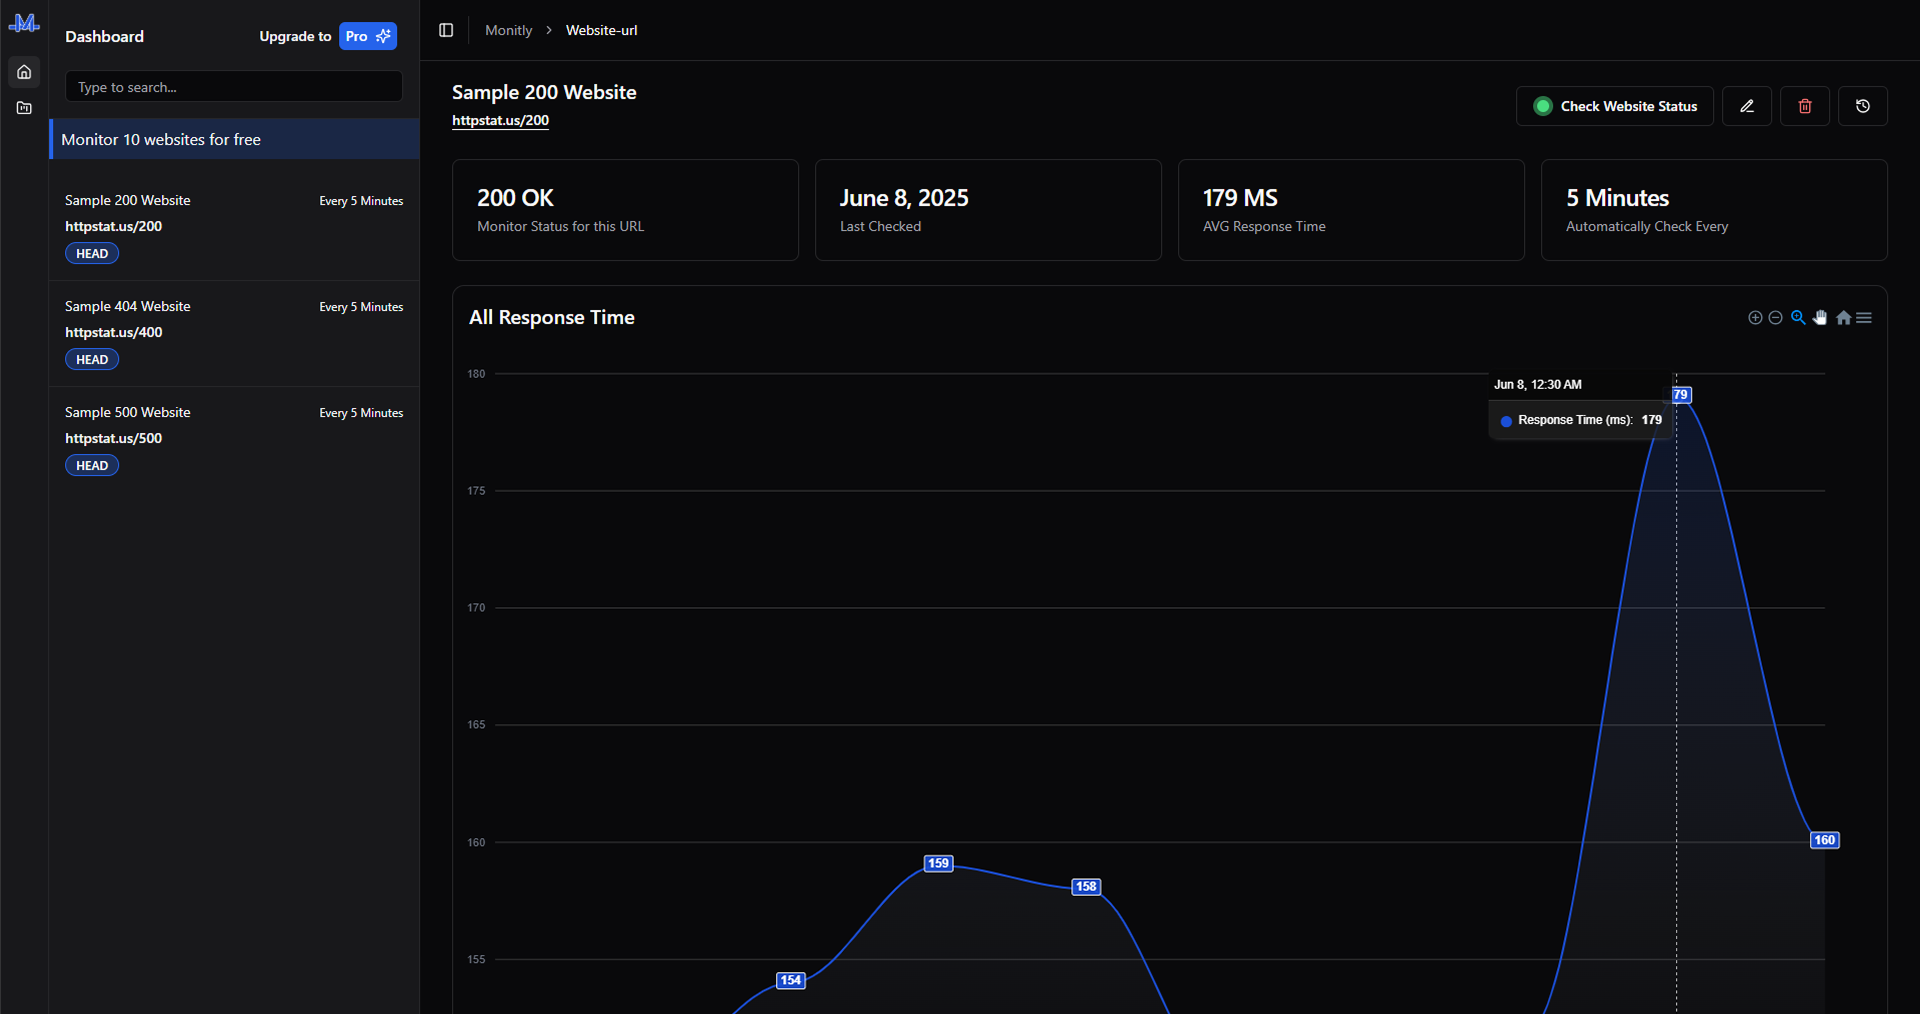 M
Dashboard
Upgrade to
Pro
Type to search...
Monitor 10 websites for free
Sample 200 Website
Every 5 Minutes
httpstat.us/200
HEAD
Sample 404 Website
Every 5 Minutes
httpstat.us/400
HEAD
Sample 500 Website
Every 5 Minutes
httpstat.us/500
HEAD
Monitly > Website-url
Sample 200 Website
httpstat.us/200
Check Website Status
200 OK
Monitor Status for this URL
June 8, 2025
Last Checked
179 MS
AVG Response Time
5 Minutes
Automatically Check Every
All Response Time
180
175
170
165
160
155
Jun 8, 12:30 AM
Response Time (ms): 179
79
160
159
158
154